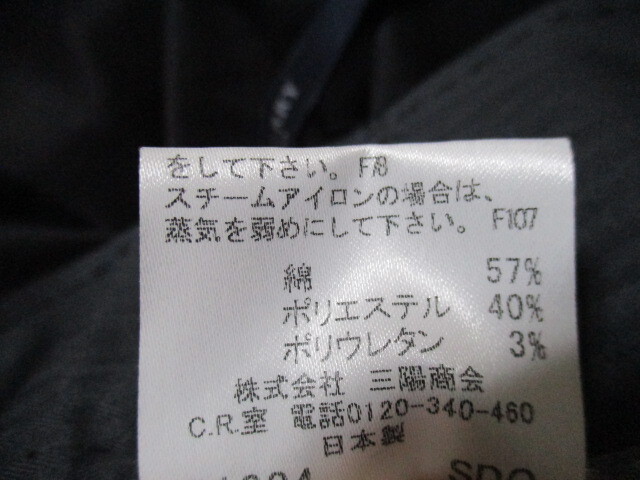 をして下さい。F78
スチームアイロンの場合は、
蒸気を弱めにして下さい。 F107
綿 57%
ポリエステル 40%
ポリウレタン 3%
株式会社 三陽商会
C.R.室 電話0120-340-460
日本製